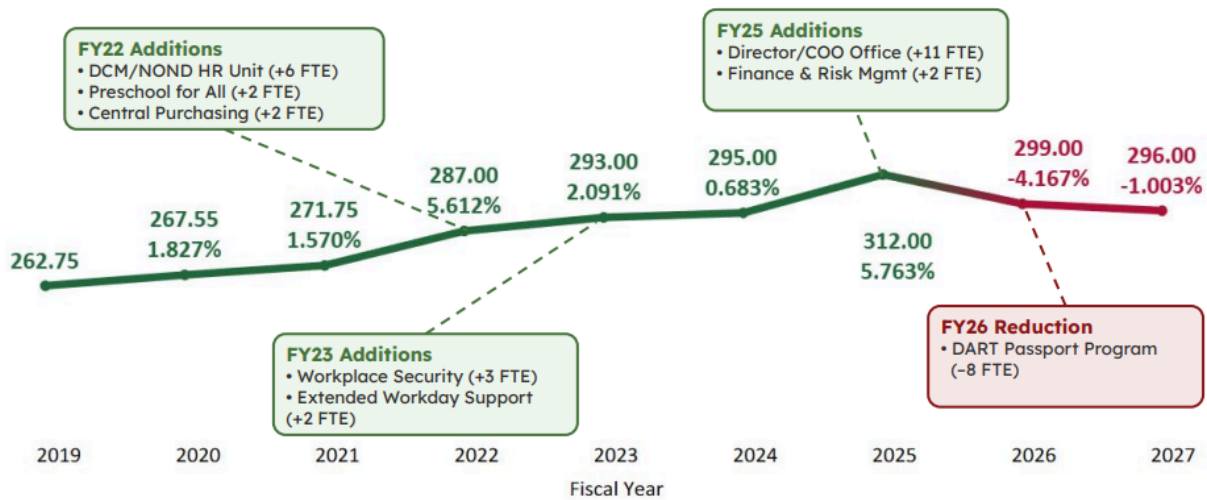 FY22 Additions
• DCM/NOND HR Unit (+6 FTE)
• Preschool for All (+2 FTE)
• Central Purchasing (+2 FTE)
FY25 Additions
• Director/COO Office (+11 FTE)
• Finance & Risk Mgmt (+2 FTE)
262.75
267.55
1.827%
271.75
1.570%
287.00
5.612%
293.00
2.091%
295.00
0.683%
312.00
5.763%
299.00
-4.167%
296.00
-1.003%
FY23 Additions
• Workplace Security (+3 FTE)
• Extended Workday Support
(+2 FTE)
FY26 Reduction
• DART Passport Program
(–8 FTE)
2019
2020
2021
2022
2023
2024
2025
2026
2027
Fiscal Year